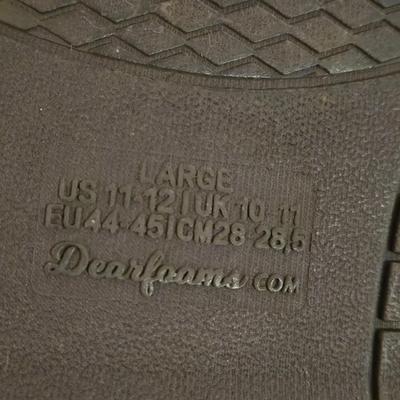 LARGE
US 11-12 | UK 10-11
EU 44-45 | CM 28-28,5
Dearfoams COM